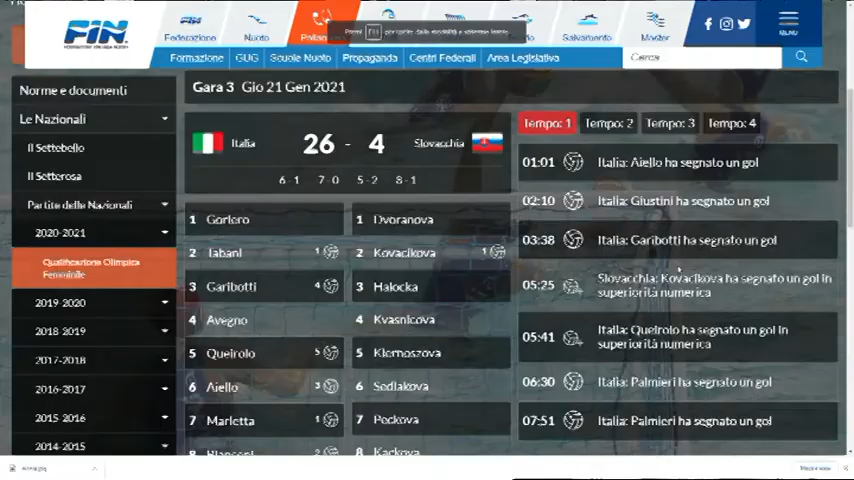 FIN
Federazione
Nuoto
Salvamento
Master
MENU
Formazione
GUG
Scuole Nuoto
Propaganda
Centri Federali
Area Legislativa
Cerca
Norme e documenti
Le Nazionali
Il Settebello
Il Setterosa
Partite delle Nazionali
2020-2021
Qualificazione Olimpica
Femminile
2019-2020
2018-2019
2017-2018
2016-2017
2015-2016
2014-2015
Gara 3 Gio 21 Gen 2021
Italia 26 - 4 Slovacchia
6-1 7-0 5-2 8-1
1 Gorlero
2 Tabani 1
3 Garibotti 4
4 Avegno
5 Queirolo 5
6 Aiello 3
7 Marletta 1
8 Bianconi 2
1 Dvoranova
2 Kovacikova 1
3 Halocka
4 Kvasnicova
6 Sedlakova
7 Peckova
8 Kackova
Tempo: 1 Tempo: 2 Tempo: 3 Tempo: 4
01:01 Italia: Aiello ha segnato un gol
02:10 Italia: Giustini ha segnato un gol
03:38 Italia: Garibotti ha segnato un gol
05:25 Slovacchia: Kovacikova ha segnato un gol in
superiorità numerica
05:41 Italia: Queirolo ha segnato un gol in
superiorità numerica
06:30 Italia: Palmieri ha segnato un gol
07:51 Italia: Palmieri ha segnato un gol